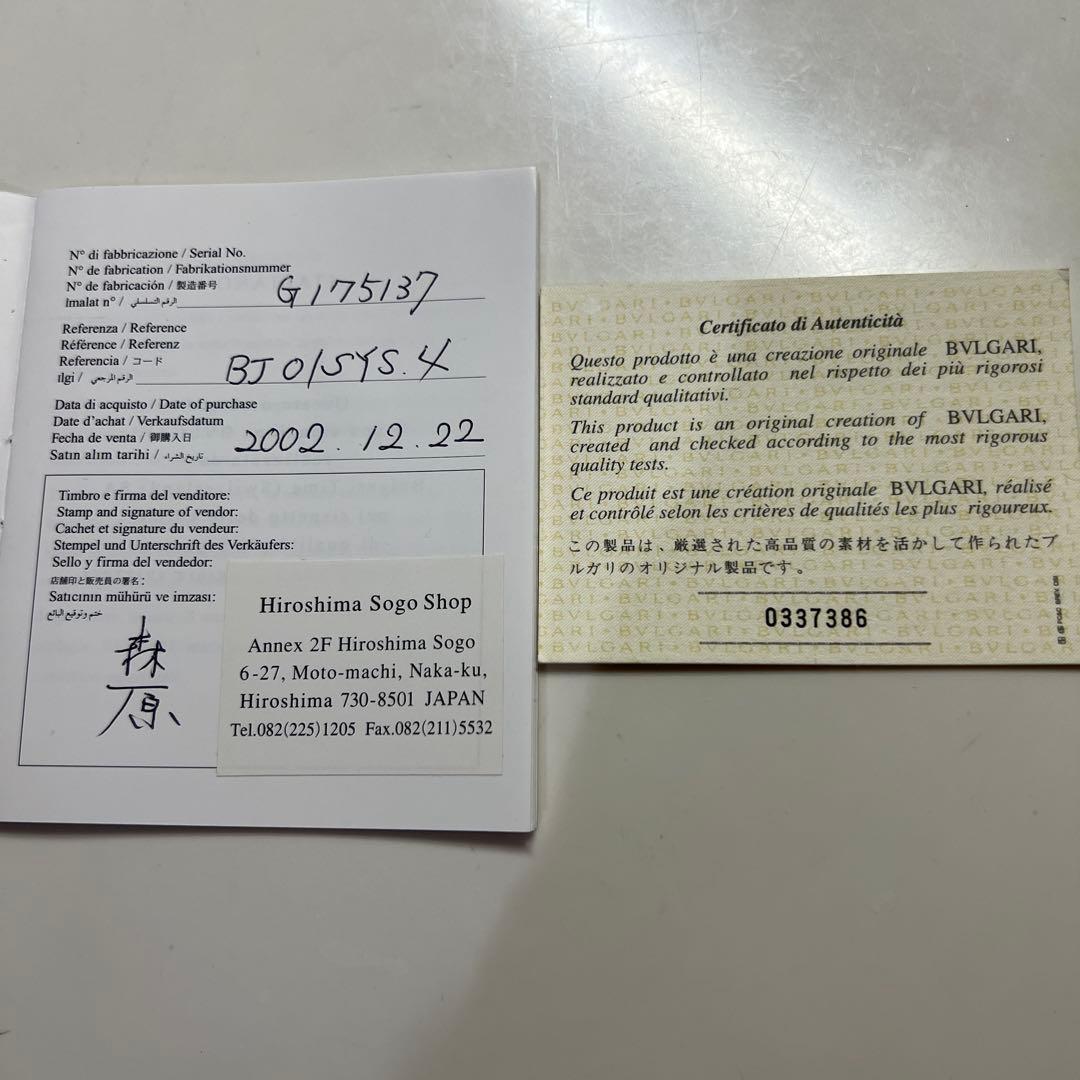 N° di fabbricazione / Serial No.
N° de fabrication / Fabrikationsnummer
N° de fabricación / 製造番号
imalat n° / الرقم التسلسلي G175137
Referenza / Reference
Référence / Referenz
Referencia / コード
ilgi / الرقم المرجعي BJ01SYS.4
Data di acquisto / Date of purchase
Date d'achat / Verkaufsdatum
Fecha de venta / 御購入日
Satın alım tarihi / تاريخ الشراء 2002.12.22
Timbro e firma del venditore:
Stamp and signature of vendor:
Cachet et signature du vendeur:
Stempel und Unterschrift des Verkäufers:
Sello y firma del vendedor:
店舗印と販売員の署名:
Satıcının mühürü ve imzası:
ختم وتوقيع البائع
森原
Hiroshima Sogo Shop
Annex 2F Hiroshima Sogo
6-27, Moto-machi, Naka-ku,
Hiroshima 730-8501 JAPAN
Tel.082(225)1205 Fax.082(211)5532
Certificato di Autenticità
Questo prodotto è una creazione originale BVLGARI,
realizzato e controllato nel rispetto dei più rigorosi
standard qualitativi.
This product is an original creation of BVLGARI,
created and checked according to the most rigorous
quality tests.
Ce produit est une création originale BVLGARI, réalisé
et contrôlé selon les critères de qualités les plus rigoureux.
この製品は、厳選された高品質の素材を活かして作られたブ
ルガリのオリジナル製品です。
0337386